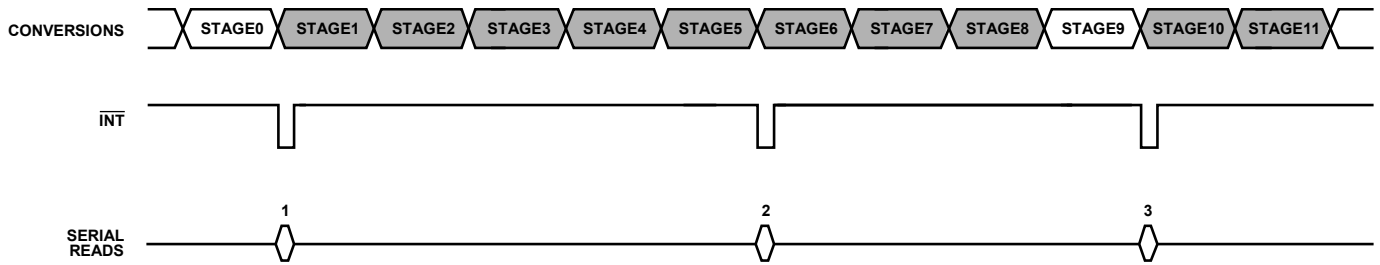 CONVERSIONS STAGE0 STAGE1 STAGE2 STAGE3 STAGE4 STAGE5 STAGE6 STAGE7 STAGE8 STAGE9 STAGE10 STAGE11
INT
1 2 3
SERIAL
READS